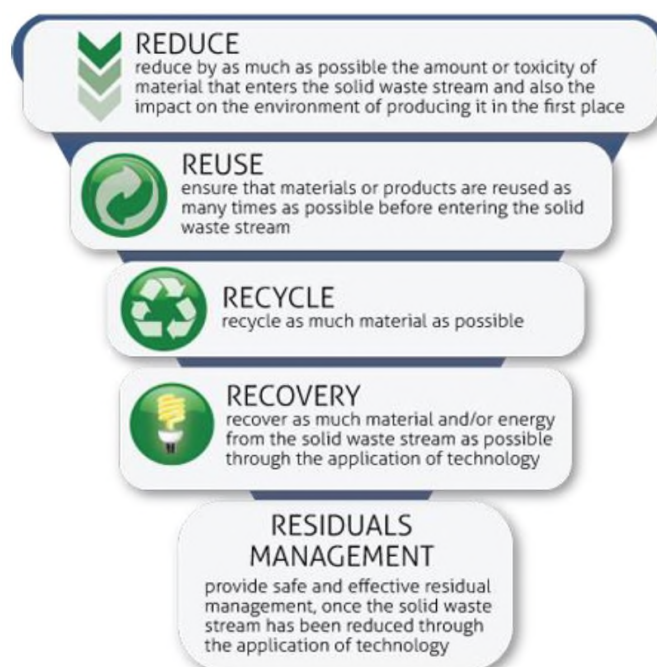 REDUCE
reduce by as much as possible the amount or toxicity of
material that enters the solid waste stream and also the
impact on the environment of producing it in the first place
REUSE
ensure that materials or products are reused as
many times as possible before entering the solid
waste stream
RECYCLE
recycle as much material as possible
RECOVERY
recover as much material and/or energy
from the solid waste stream as possible
through the application of technology
RESIDUALS
MANAGEMENT
provide safe and effective residual
management, once the solid waste
stream has been reduced through
the application of technology